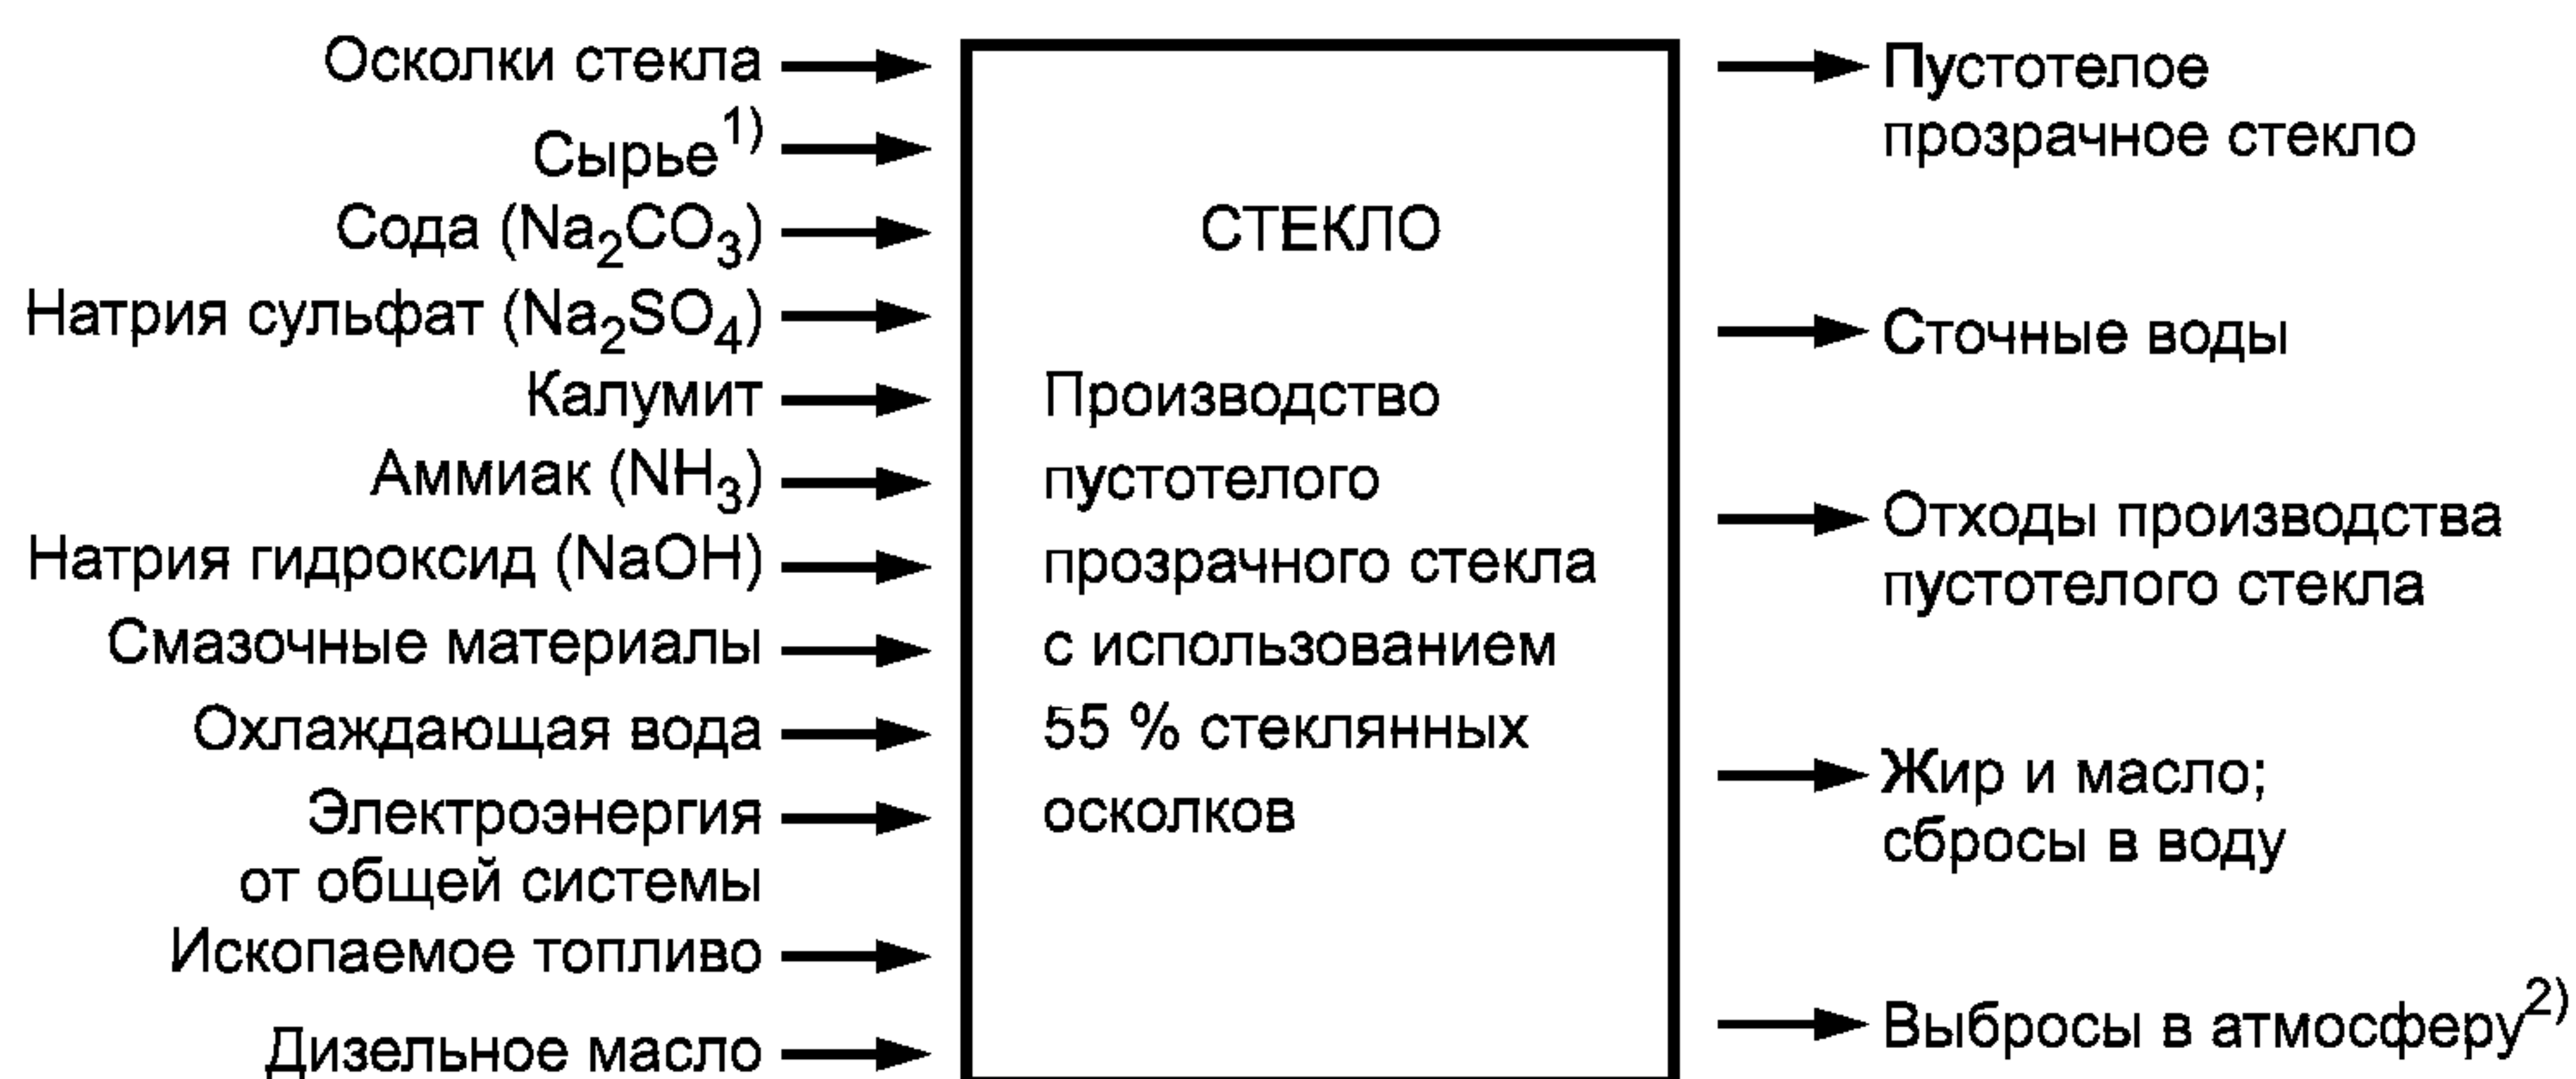 Осколки стекла
Сырье1)
Сода (Na2CO3)
Натрия сульфат (Na2SO4)
Калумит
Аммиак (NH3)
Натрия гидроксид (NaOH)
Смазочные материалы
Охлаждающая вода
Электроэнергия
от общей системы
Ископаемое топливо
Дизельное масло
СТЕКЛО
Производство
пустотелого
прозрачного стекла
с использованием
55 % стеклянных
осколков
Пустотелое
прозрачное стекло
Сточные воды
Отходы производства
пустотелого стекла
Жир и масло;
сбросы в воду
Выбросы в атмосферу2)